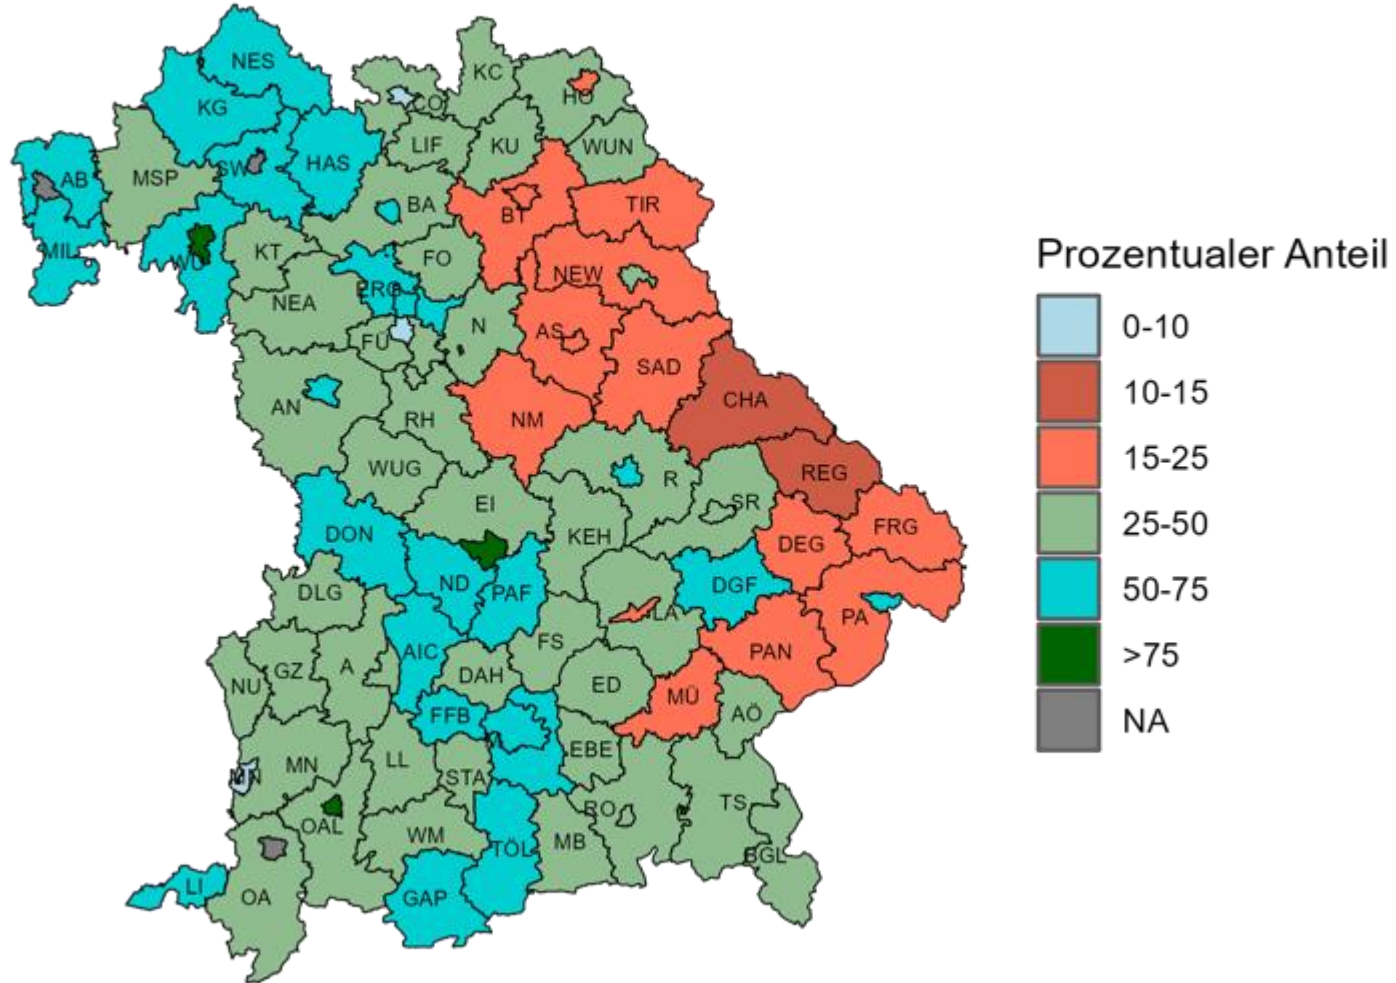 NES
KC
KG
HO
CO
LIF
KU
WUN
SW
HAS
AB
MSP
BA
BT
TIR
MIL
WÜ
KT
FO
NEW
ERH
NEA
N
FÜ
AS
SAD
CHA
AN
RH
NM
WUG
REG
R
EI
SR
DON
KEH
FRG
DEG
ND
PAF
DGF
DLG
LA
PA
FS
AIC
PAN
A
GZ
DAH
NU
ED
MÜ
AÖ
FFB
M
EBE
MN
LL
STA
MN
TS
RO
OAL
WM
MB
TÖL
BGL
LI
OA
GAP
Prozentualer Anteil
0-10
10-15
15-25
25-50
50-75
>75
NA